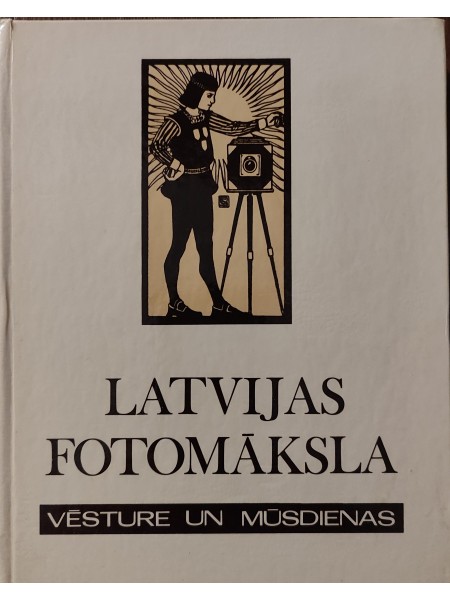 LATVIJAS
FOTOMĀKSLA
VĒSTURE UN MŪSDIENAS